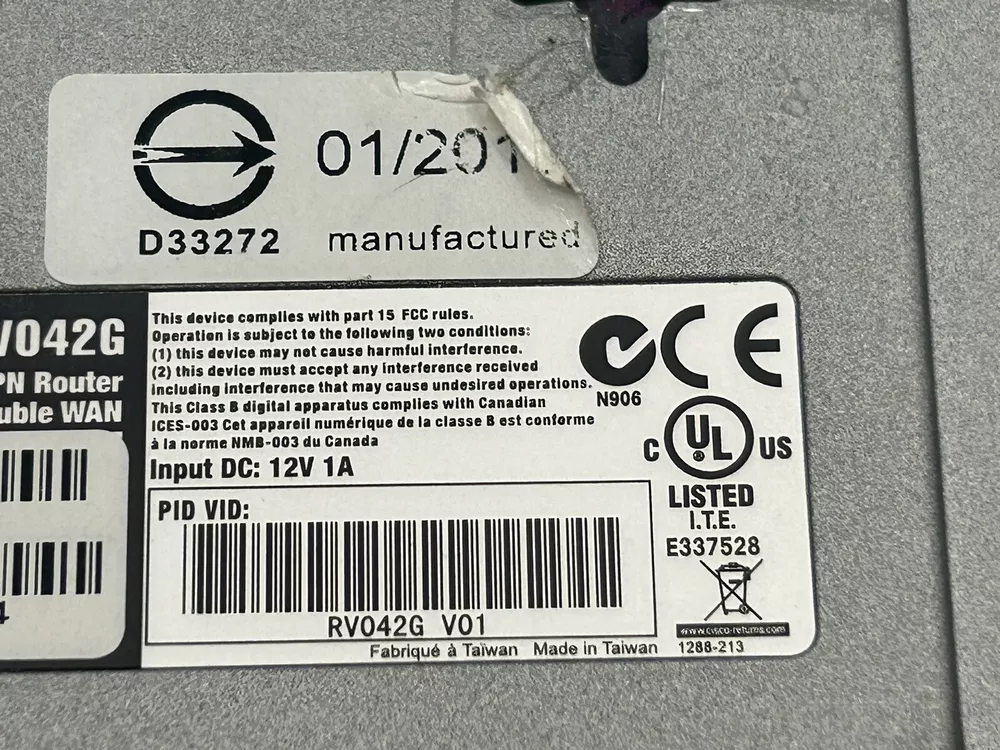 01/201
D33272
manufactured
V042G
PN Router
uble WAN
This device complies with part 15 FCC rules.
Operation is subject to the following two conditions:
(1) this device may not cause harmful interference.
(2) this device must accept any interference received
including interference that may cause undesired operations.
This Class B digital apparatus complies with Canadian
ICES-003 Cet appareil numérique de la classe B est conforme
à la norme NMB-003 du Canada
Input DC: 12V 1A
CE
N906
C UL US
®
LISTED
I.T.E.
E337528
PID VID:
RV042G V01
www.cisco-returns.com
Fabriqué à Taïwan Made in Taiwan 1288-213
4